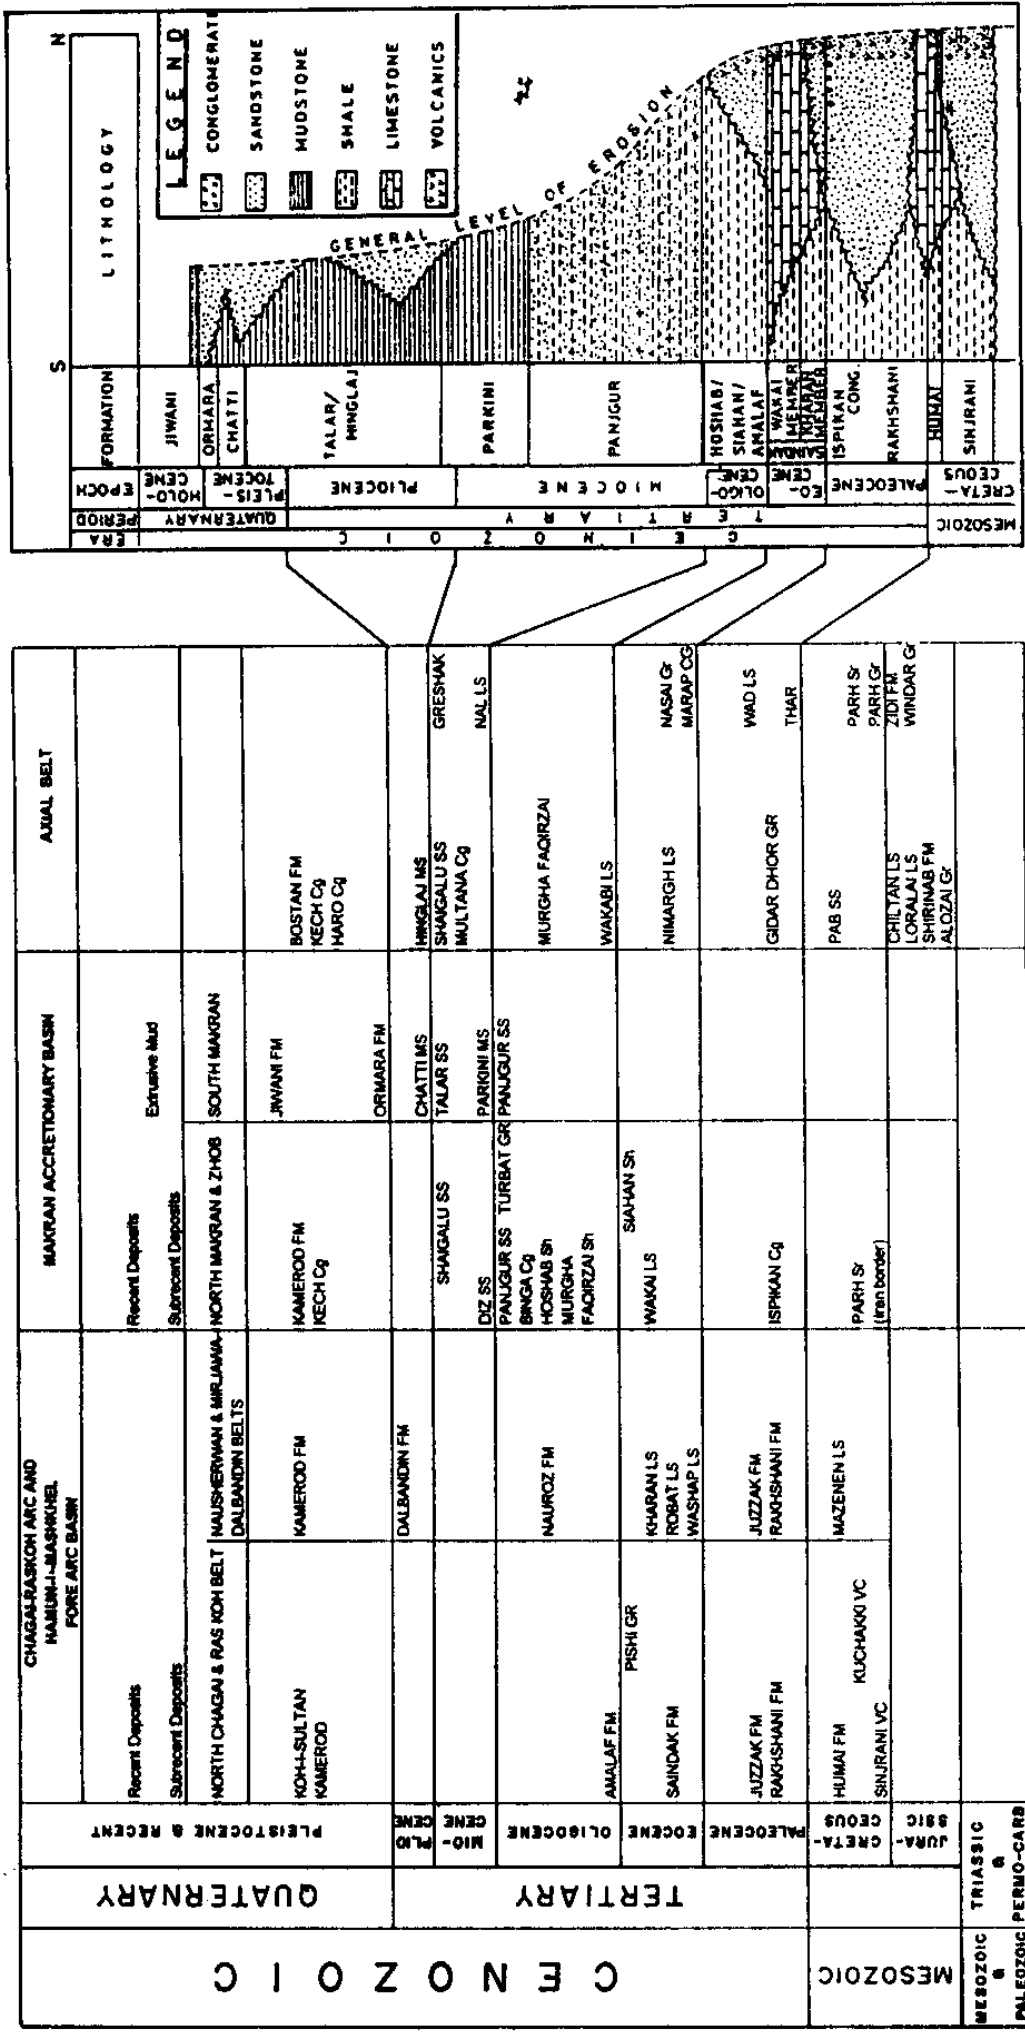 CHAGAI-RASKOH ARC AND
HAMUN-I-MASHKHEL
FORE ARC BASIN
MAKRAN ACCRETIONARY BASIN
AXIAL BELT
CENOZOIC
MESOZOIC
MESOZOIC
&
PALEOZOIC
QUATERNARY
TERTIARY
TRIASSIC
&
PERMO-CARB
PLEISTOCENE & RECENT
PLIO
CENE
MIO-
CENE
OLIGOCENE
EOCENE
PALEOCENE
CRETA-
CEOUS
JURA-
SSIC
Recent Deposits
Subrecent Deposits
Recent Deposits
Subrecent Deposits
Extrusive Mud
NORTH CHAGAI & RAS KOH BELT
NAUSHERWAN & MIRJAWA-
DALBANDIN BELTS
NORTH MAKRAN & ZHOB
SOUTH MAKRAN
KOH-I-SULTAN
KAMEROD
KAMEROD FM
KAMEROD FM
KECH Cg
JIWANI FM
ORMARA FM
BOSTAN FM
KECH Cg
HARO Cg
DALBANDIN FM
CHATTI MS
HINGLAJ MS
SHAIGALU SS
DIZ SS
TALAR SS
PARKINI MS
SHAIGALU SS
MULTANA Cg
GRESHAK
NAL LS
AMALAF FM
NAUROZ FM
PANJGUR SS TURBAT GR
BINGA Cg
HOSHAB Sh
MURGHA
FAQIRZAI Sh
PANJGUR SS
MURGHA FAQIRZAI
WAKABI LS
PISHI GR
SAINDAK FM
KHARAN LS
ROBAT LS
WASHAP LS
SIAHAN Sh
WAKAI LS
NIMARGH LS
NASAI Gr
MARAP CG
JUZZAK FM
RAKHSHANI FM
JUZZAK FM
RAKHSHANI FM
ISPIKAN Cg
GIDAR DHOR GR
WAD LS
THAR
HUMAI FM
KUCHAKKI VC
SINJRANI VC
MAZENEN LS
PARH Sr
(Iran border)
PAB SS
PARH Sr
PARH Gr
CHILTAN LS
LORALAI LS
SHIRINAB FM
ALOZAI Gr
ZIDI FM
WINDAR Gr
ERA
PERIOD
EPOCH
FORMATION
S
LITHOLOGY
N
CEINOZOIC
MESOZOIC
QUATERNARY
TERTIARY
HOLO-
CENE
PLEIS-
TOCENE
PLIOCENE
MIOCENE
OLIGO-
CENE
EO-
CENE
PALEOCENE
CRETA-
CEOUS
JIWANI
ORMARA
CHATTI
TALAR/
HINGLAJ
PARKINI
PANJGUR
HOSHAB/
SIAHAN/
AMALAF
WAKAI
MEMBER
KHARAN
MEMBER
ISPIKAN
CONG.
RAKHSHANI
HUMAI
SINJRANI
GENERAL LEVEL OF EROSION
LEGEND
CONGLOMERATE
SANDSTONE
MUDSTONE
SHALE
LIMESTONE
VOLCANICS